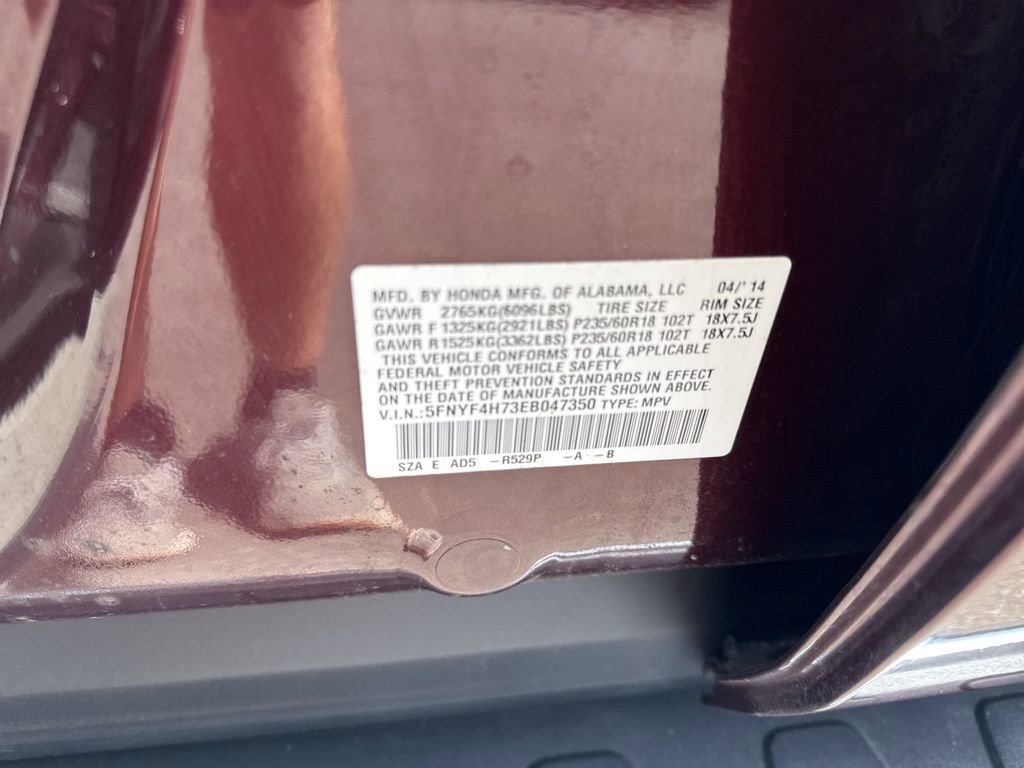 MFD. BY HONDA MFG. OF ALABAMA, LLC 04/'14
GVWR 2765KG(6096LBS) TIRE SIZE RIM SIZE
GAWR F 1325KG(2921LBS) P235/60R18 102T 18X7.5J
GAWR R1525KG(3362LBS) P235/60R18 102T 18X7.5J
THIS VEHICLE CONFORMS TO ALL APPLICABLE
FEDERAL MOTOR VEHICLE SAFETY
AND THEFT PREVENTION STANDARDS IN EFFECT
ON THE DATE OF MANUFACTURE SHOWN ABOVE.
V.I.N.:5FNYF4H73EB047350 TYPE: MPV
SZA E AD5 -R529P -A -B